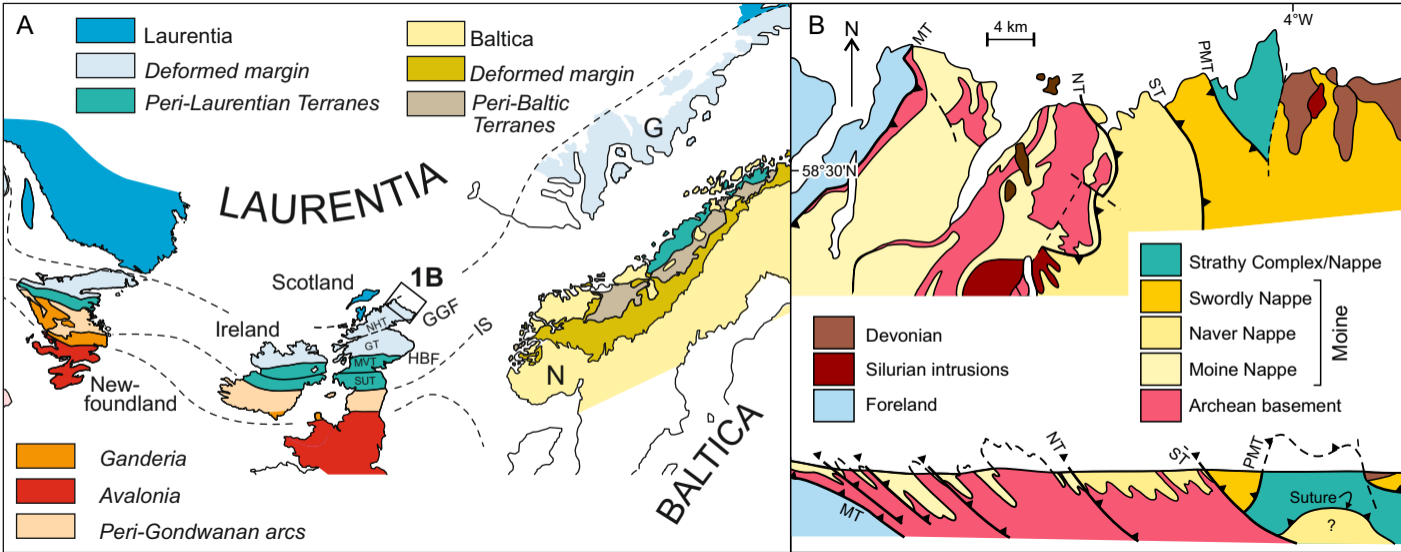 A
Laurentia
Deformed margin
Peri-Laurentian Terranes
Baltica
Deformed margin
Peri-Baltic
Terranes
LAURENTIA
G
Scotland
1B
GGF
NHT
IS
Ireland
GT
HBF
MVT
SUT
New-
foundland
N
BALTICA
Ganderia
Avalonia
Peri-Gondwanan arcs
B
N
MT
4 km
4°W
NT
ST
PMT
58°30'N
Strathy Complex/Nappe
Swordly Nappe
Naver Nappe
Moine Nappe
Archean basement
Moine
Devonian
Silurian intrusions
Foreland
MT
NT
ST
PMT
Suture
?